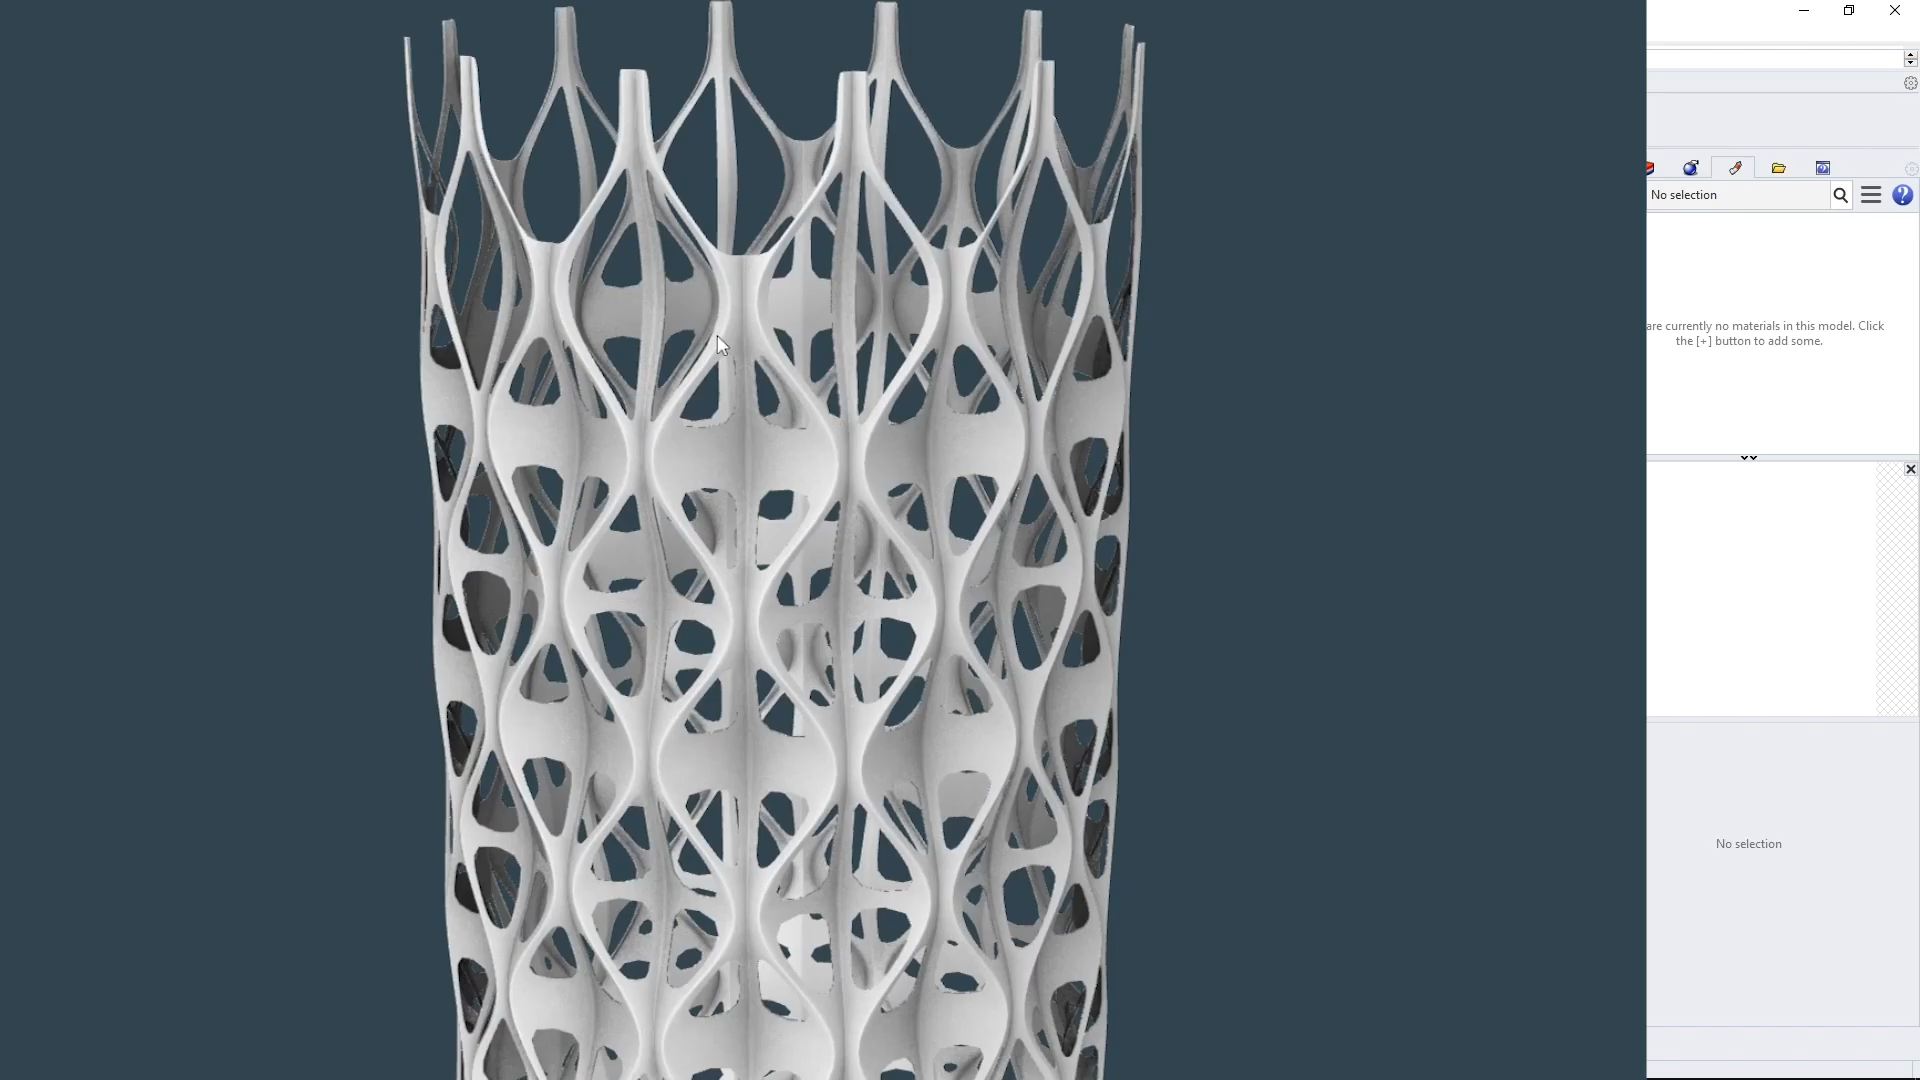 No selection
are currently no materials in this model. Click
the [+] button to add some.
No selection